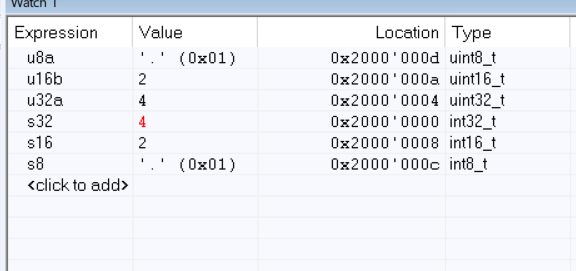 Watch 1
Expression Value Location Type
u8a '.' (0x01) 0x2000'000d uint8_t
u16b 2 0x2000'000a uint16_t
u32a 4 0x2000'0004 uint32_t
s32 4 0x2000'0000 int32_t
s16 2 0x2000'0008 int16_t
s8 '.' (0x01) 0x2000'000c int8_t
<click to add>